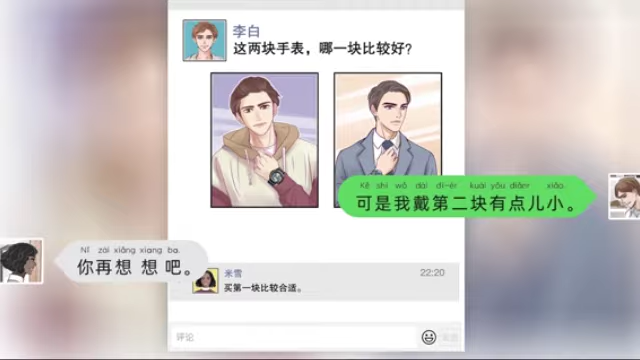 李白
这两块手表，哪一块比较好？
Kě shì wǒ dài dì-èr kuài yǒu diǎnr xiǎo.
可是我戴第二块有点儿小。
Nǐ zài xiǎng xiang ba.
你再想想吧。
米雪
22:20
买第一块比较合适。
评论